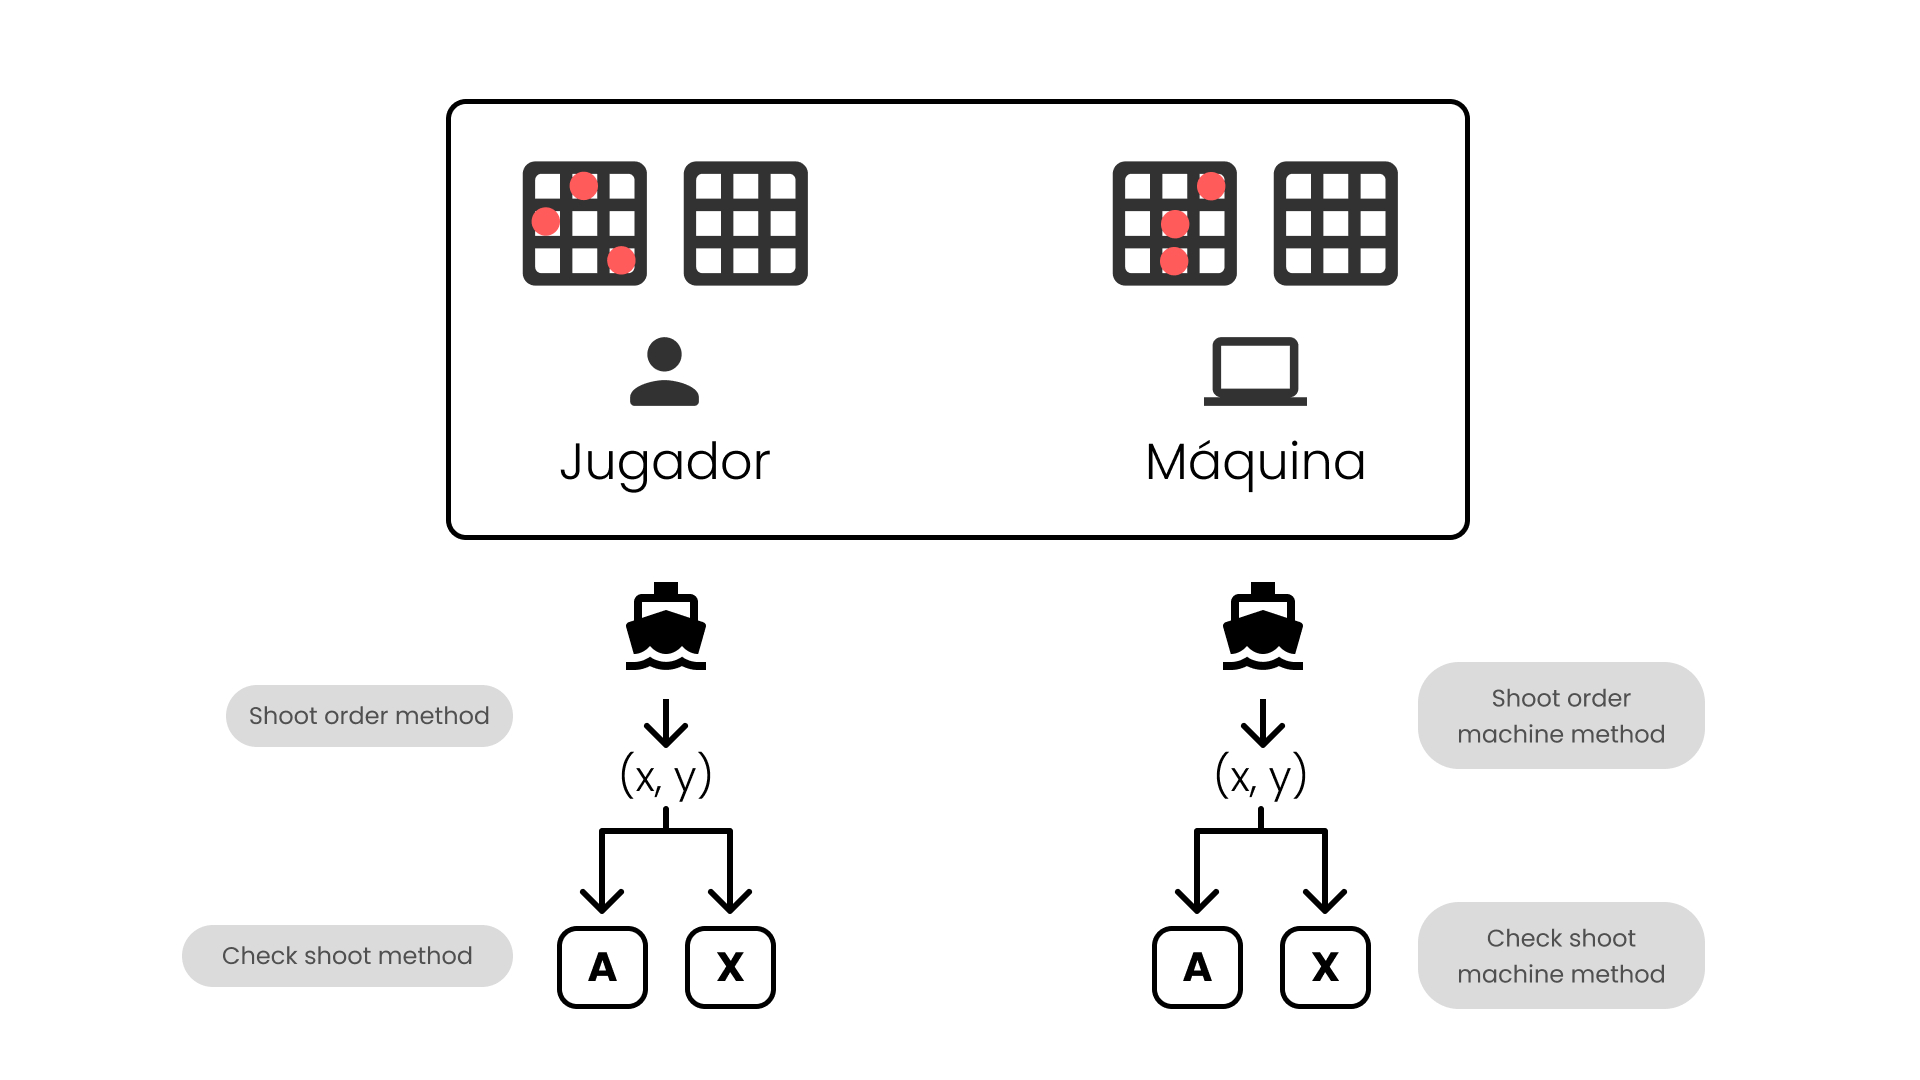 Jugador
Máquina
Shoot order method
Shoot order
machine method
(x, y)
(x, y)
Check shoot method
A
X
A
X
Check shoot
machine method